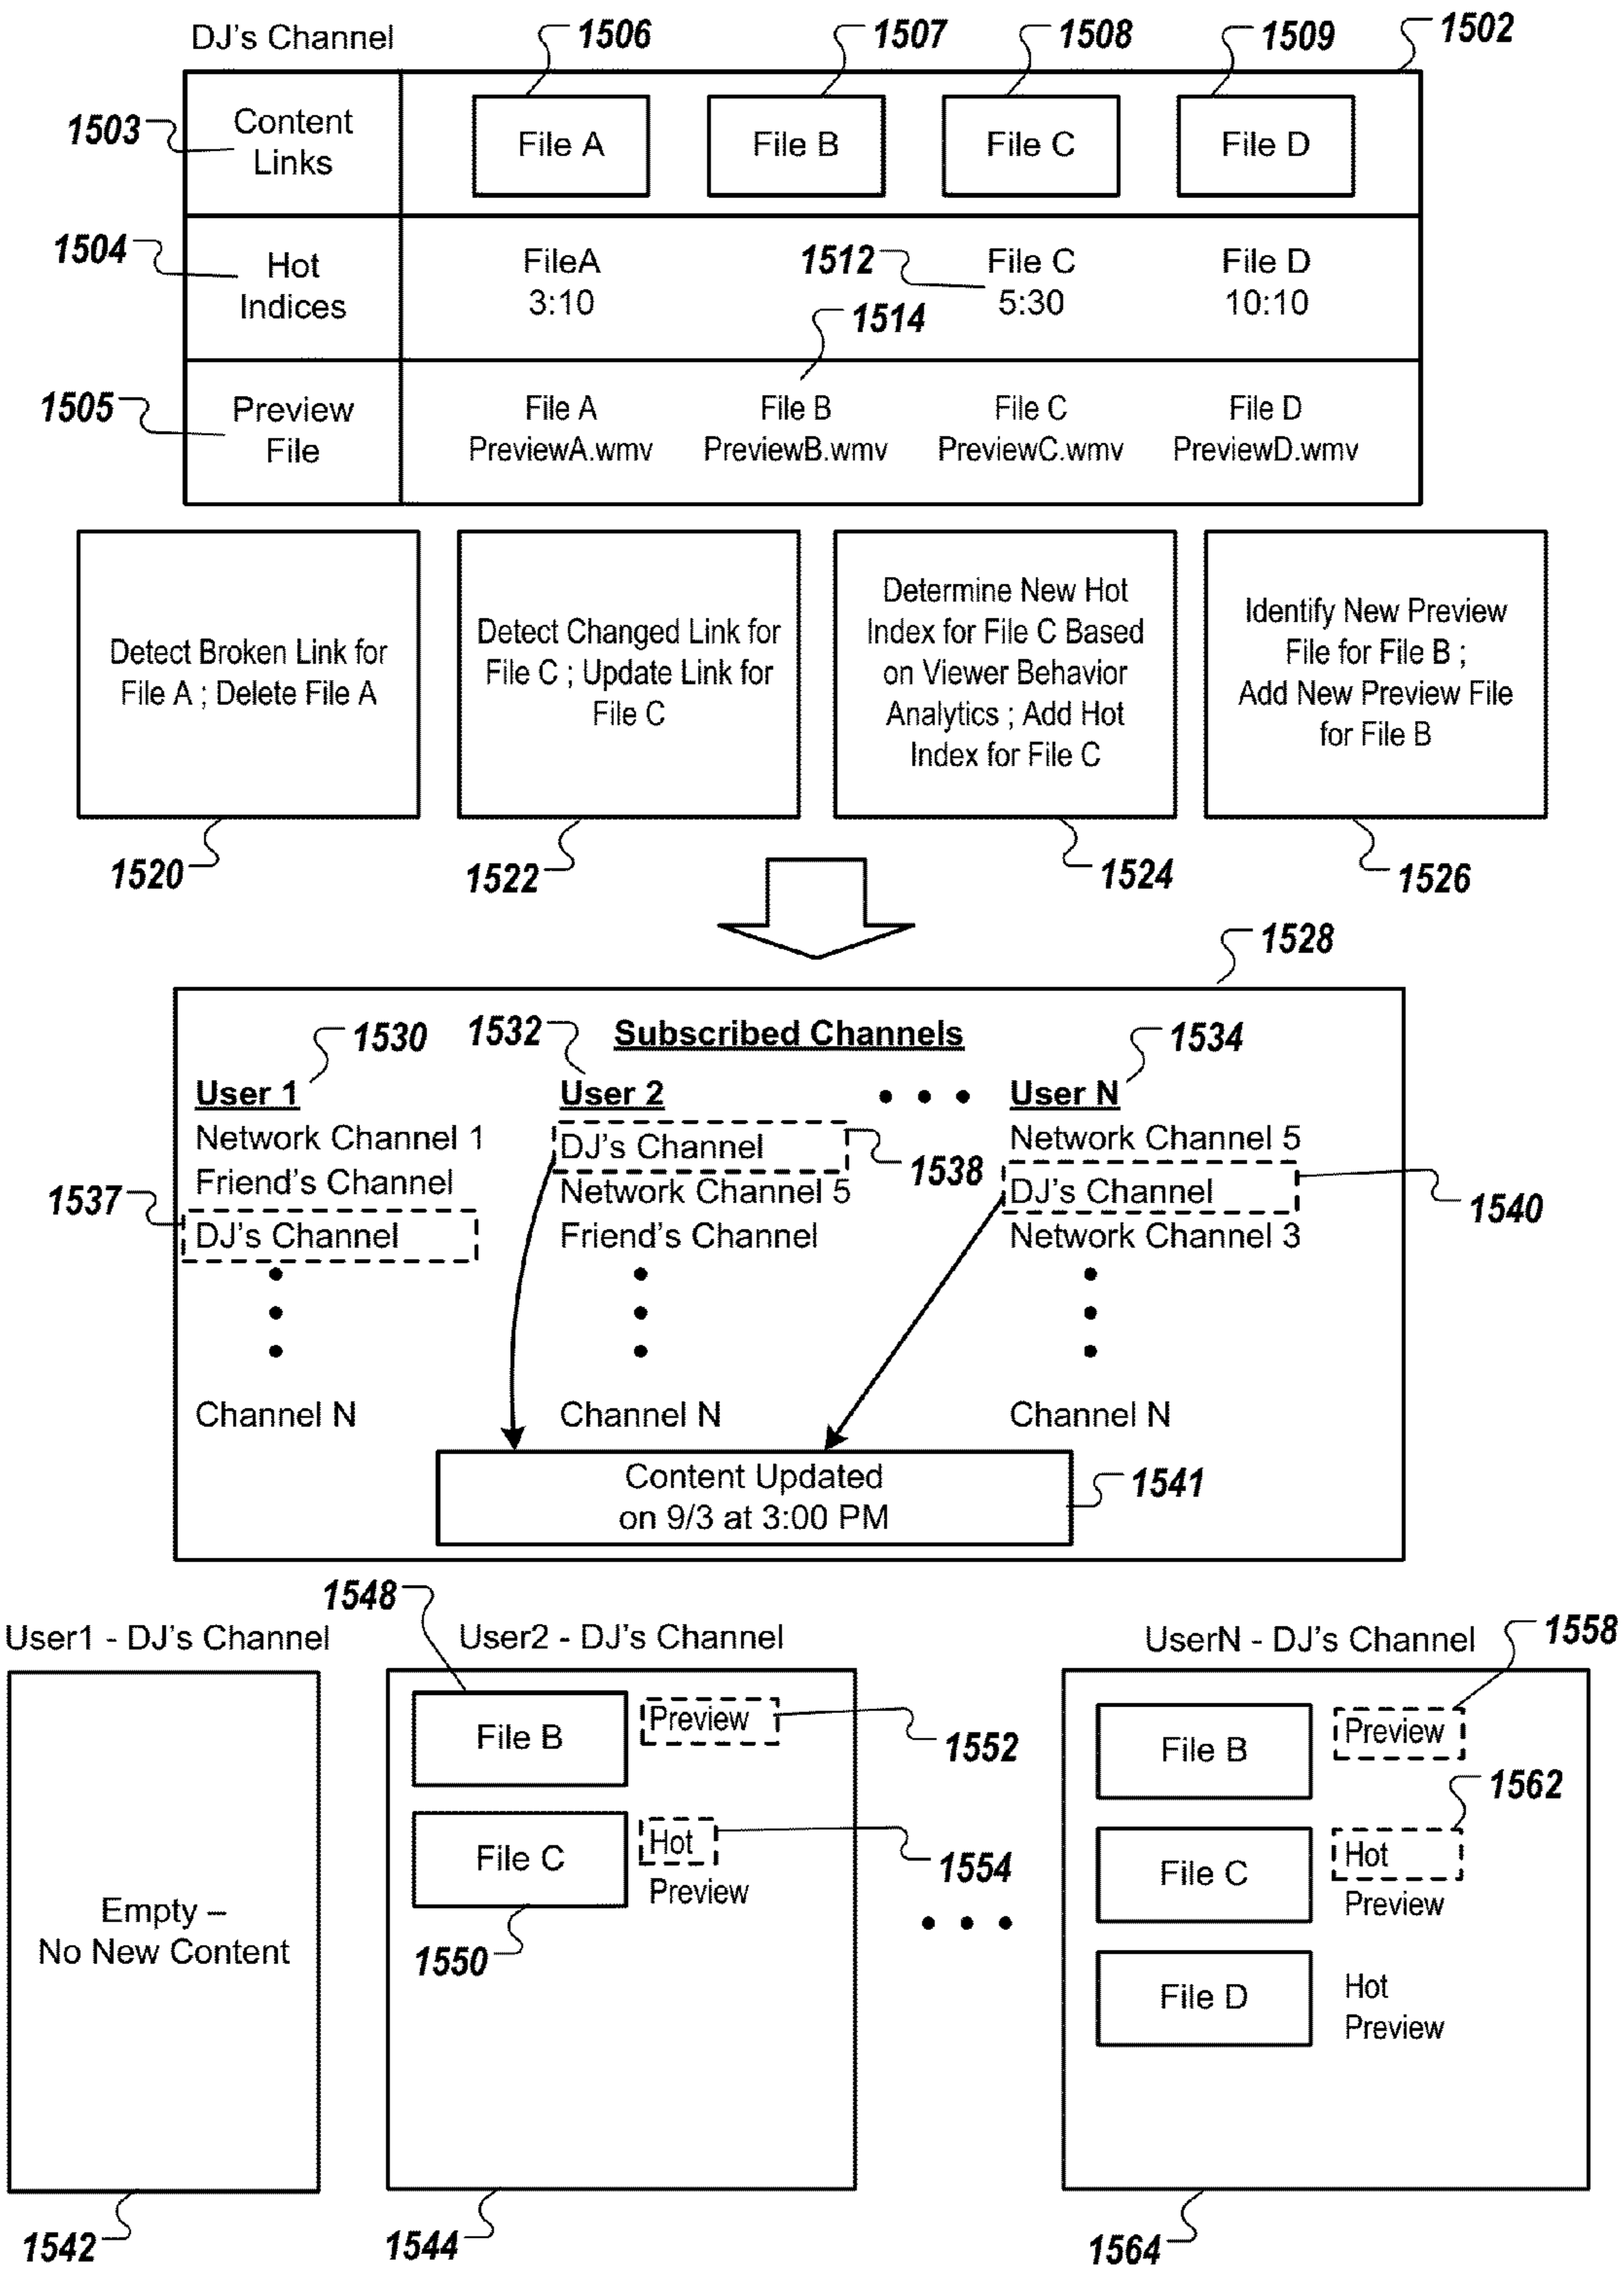 DJ's Channel
1506
1507
1508
1509
1502
1503
Content
Links
File A
File B
File C
File D
1504
Hot
Indices
FileA
3:10
1512
File C
5:30
File D
10:10
1514
1505
Preview
File
File A
PreviewA.wmv
File B
PreviewB.wmv
File C
PreviewC.wmv
File D
PreviewD.wmv
Detect Broken Link for
File A ; Delete File A
Detect Changed Link for
File C ; Update Link for
File C
Determine New Hot
Index for File C Based
on Viewer Behavior
Analytics ; Add Hot
Index for File C
Identify New Preview
File for File B ;
Add New Preview File
for File B
1520
1522
1524
1526
1528
Subscribed Channels
1530
1532
1534
User 1
Network Channel 1
Friend's Channel
1537
DJ's Channel
Channel N
User 2
DJ's Channel
1538
Network Channel 5
Friend's Channel
Channel N
User N
Network Channel 5
DJ's Channel
1540
Network Channel 3
Channel N
Content Updated
on 9/3 at 3:00 PM
1541
User1 - DJ's Channel
Empty –
No New Content
1542
1548
User2 - DJ's Channel
File B
Preview
1552
File C
Hot
Preview
1554
1550
1544
UserN - DJ's Channel
1558
File B
Preview
1562
File C
Hot
Preview
File D
Hot
Preview
1564